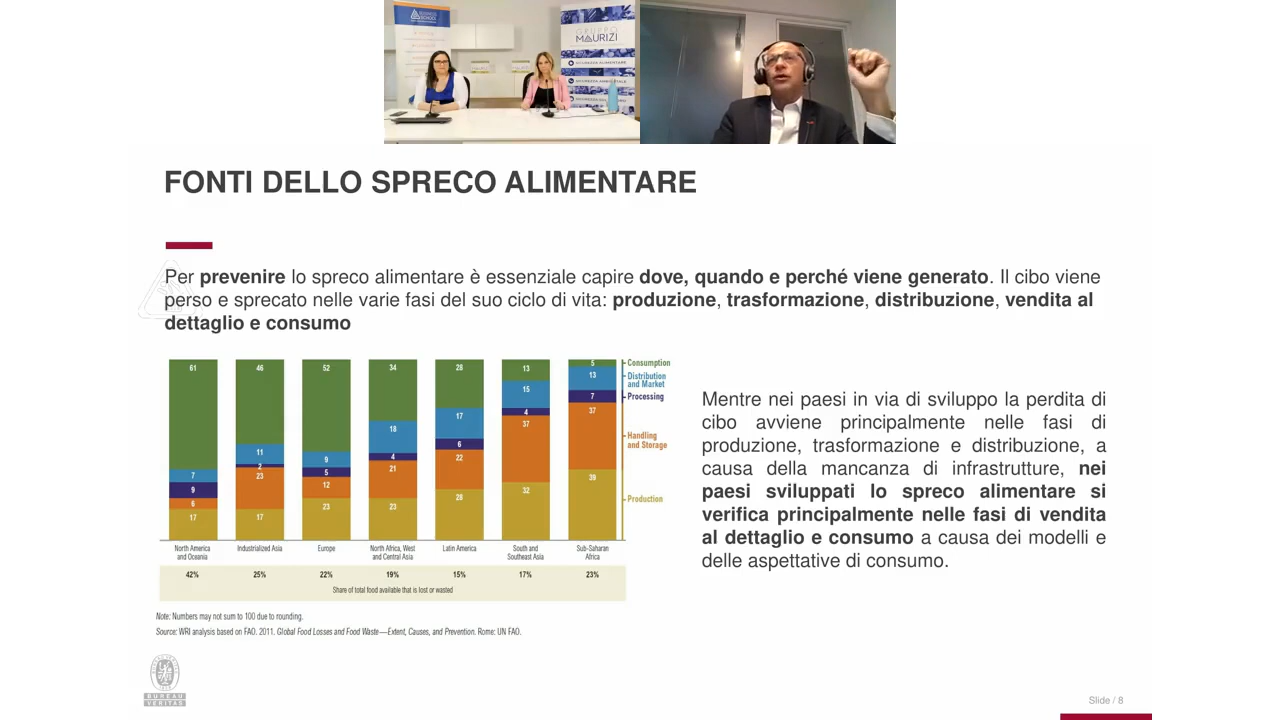 GRUPPO
MAURIZI
SICUREZZA ALIMENTARE
FONTI DELLO SPRECO ALIMENTARE
Per prevenire lo spreco alimentare è essenziale capire dove, quando e perché viene generato. Il cibo viene
perso e sprecato nelle varie fasi del suo ciclo di vita: produzione, trasformazione, distribuzione, vendita al
dettaglio e consumo
61 46 52 34 28 13 5
Consumption
7 11 9 18 17 15 13
Distribution
and Market
9 2 5 4 6 4 7
Processing
6 23 12 21 22 37 37
Handling
and Storage
17 17 23 23 28 32 39
Production
North America
and Oceania
Industrialized Asia
Europe
North Africa, West
and Central Asia
Latin America
South and
Southeast Asia
Sub-Saharan
Africa
42% 25% 22% 19% 15% 17% 23%
Share of total food available that is lost or wasted
Note: Numbers may not sum to 100 due to rounding.
Source: WRI analysis based on FAO. 2011. Global Food Losses and Food Waste—Extent, Causes, and Prevention. Rome: UN FAO.
Mentre nei paesi in via di sviluppo la perdita di
cibo avviene principalmente nelle fasi di
produzione, trasformazione e distribuzione, a
causa della mancanza di infrastrutture, nei
paesi sviluppati lo spreco alimentare si
verifica principalmente nelle fasi di vendita
al dettaglio e consumo a causa dei modelli e
delle aspettative di consumo.
BUREAU
VERITAS
Slide / 8